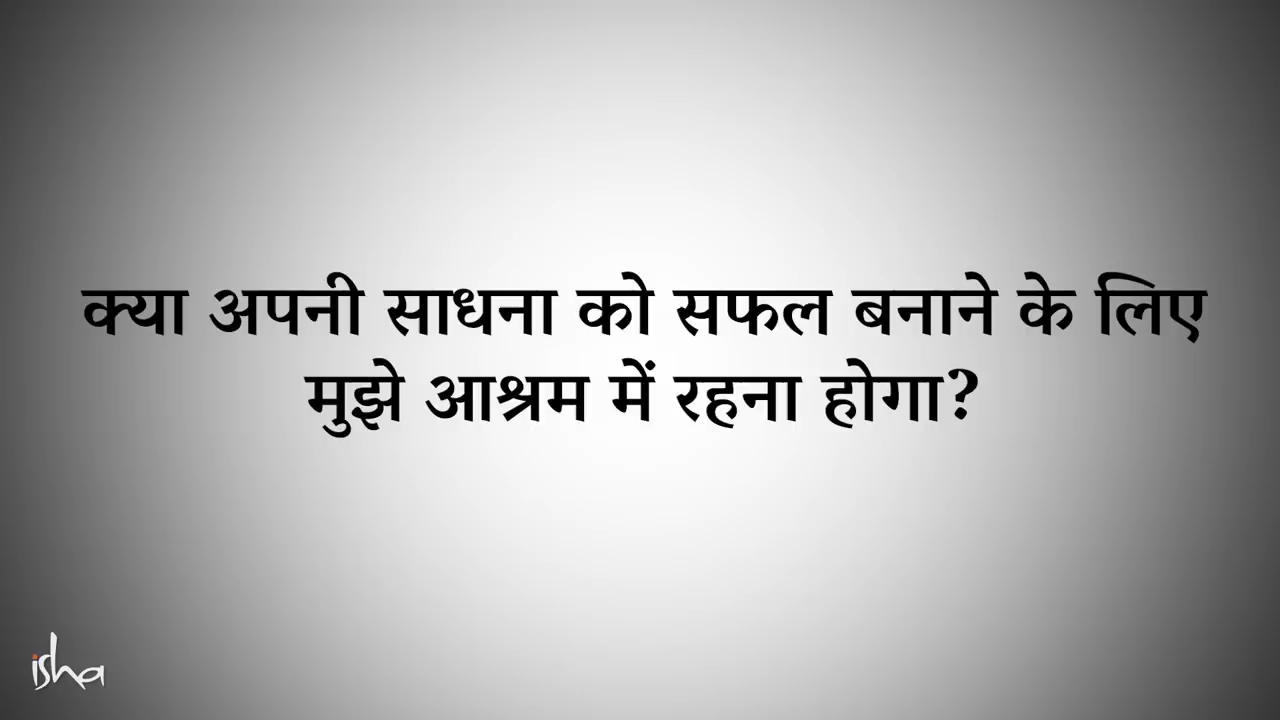 क्या अपनी साधना को सफल बनाने के लिए
मुझे आश्रम में रहना होगा?
isha